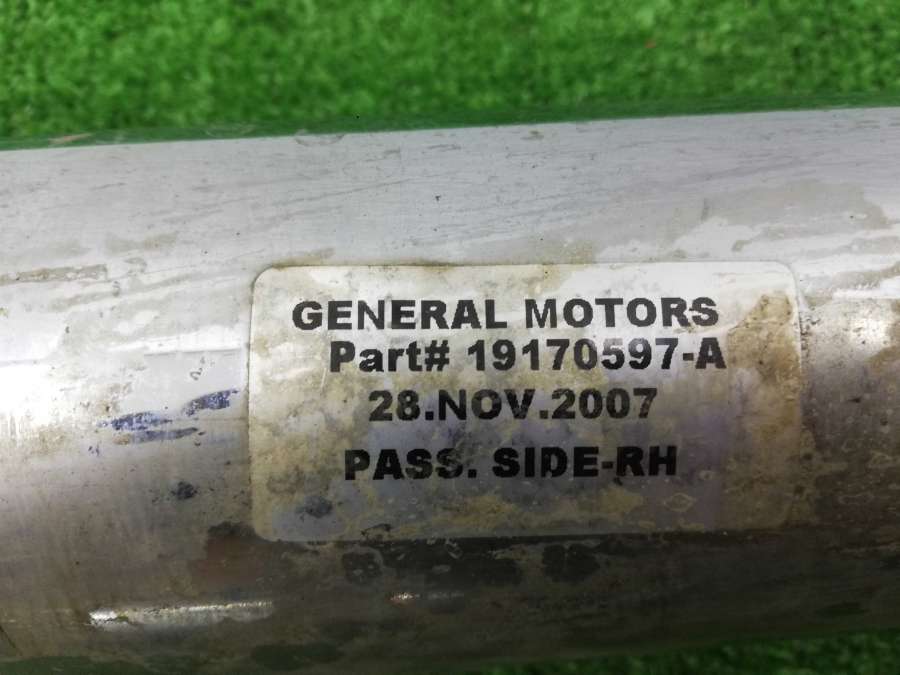 GENERAL MOTORS
Part# 19170597-A
28.NOV.2007
PASS. SIDE-RH